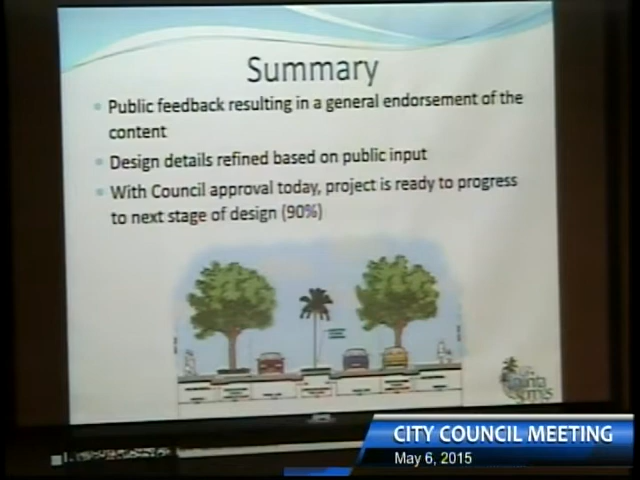 Summary
Public feedback resulting in a general endorsement of the
content
Design details refined based on public input
With Council approval today, project is ready to progress
to next stage of design (90%)
CITY COUNCIL MEETING
May 6, 2015